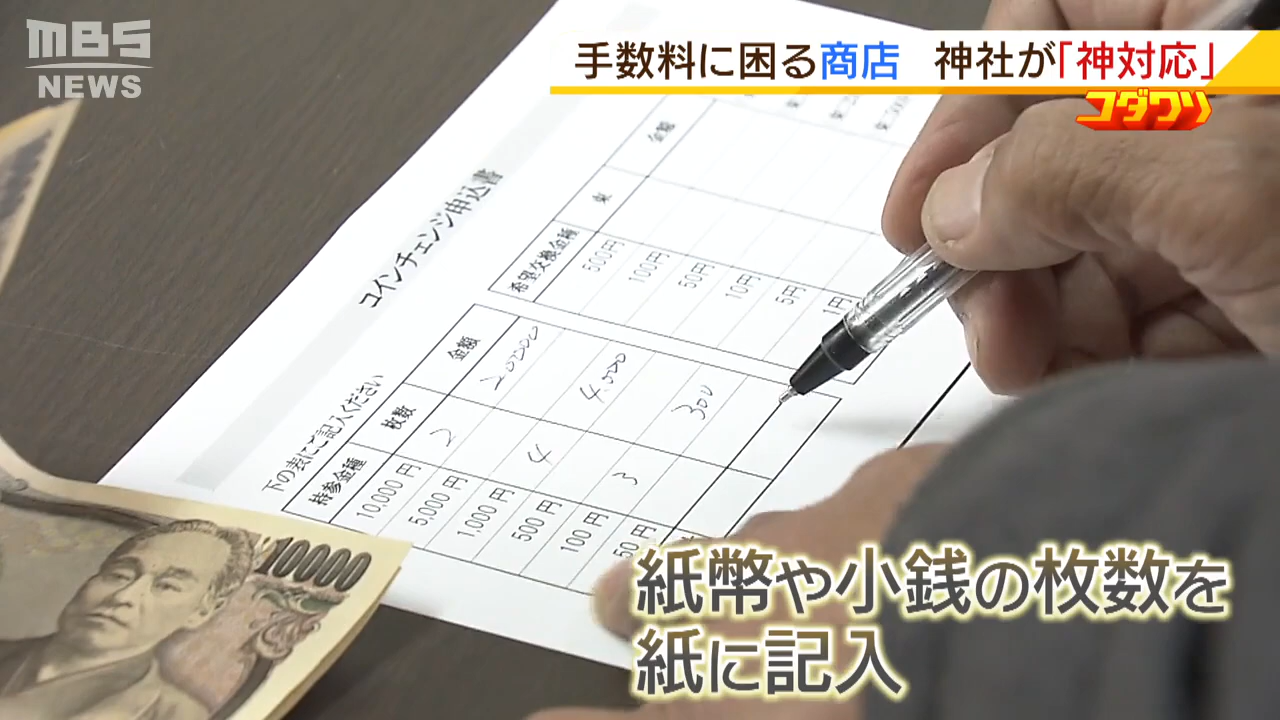 MBS
NEWS
手数料に困る商店 神社が「神対応」
コダワリ
コインチェンジ申込書
下の表にご記入ください
持参金種 枚数 金額
10,000円 2 20000
5,000円
1,000円 4 4.000
500円
100円 3 300
50円
希望交換金種 束 金額
500円
100円
50円
10円
5円
1円
10000
紙幣や小銭の枚数を
紙に記入